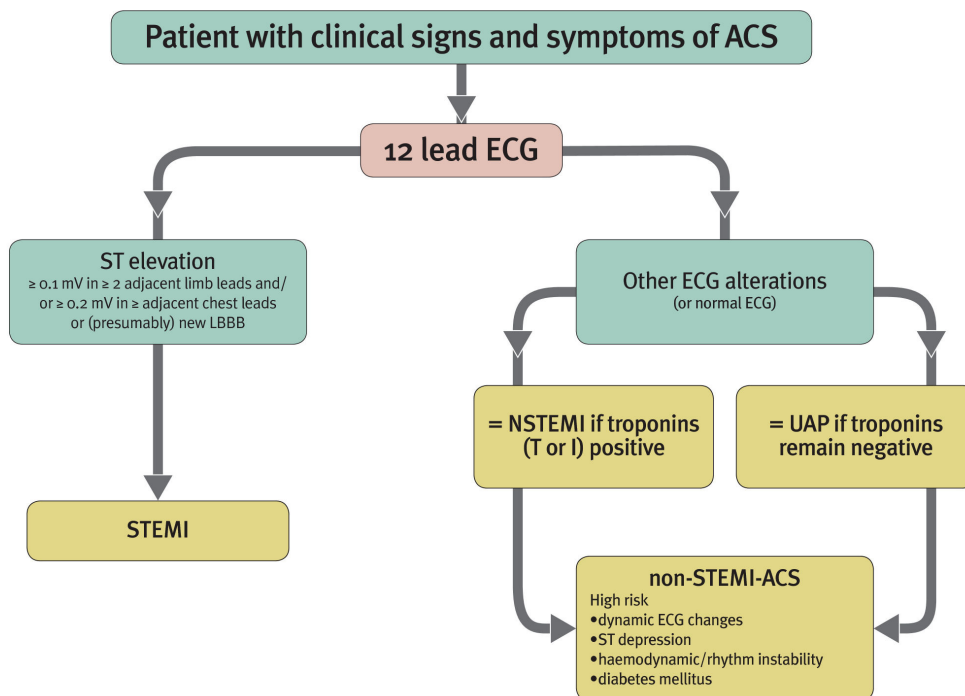 Patient with clinical signs and symptoms of ACS
12 lead ECG
ST elevation
≥ 0.1 mV in ≥ 2 adjacent limb leads and/
or ≥ 0.2 mV in ≥ adjacent chest leads
or (presumably) new LBBB
STEMI
Other ECG alterations
(or normal ECG)
= NSTEMI if troponins
(T or I) positive
= UAP if troponins
remain negative
non-STEMI-ACS
High risk
•dynamic ECG changes
•ST depression
•haemodynamic/rhythm instability
•diabetes mellitus